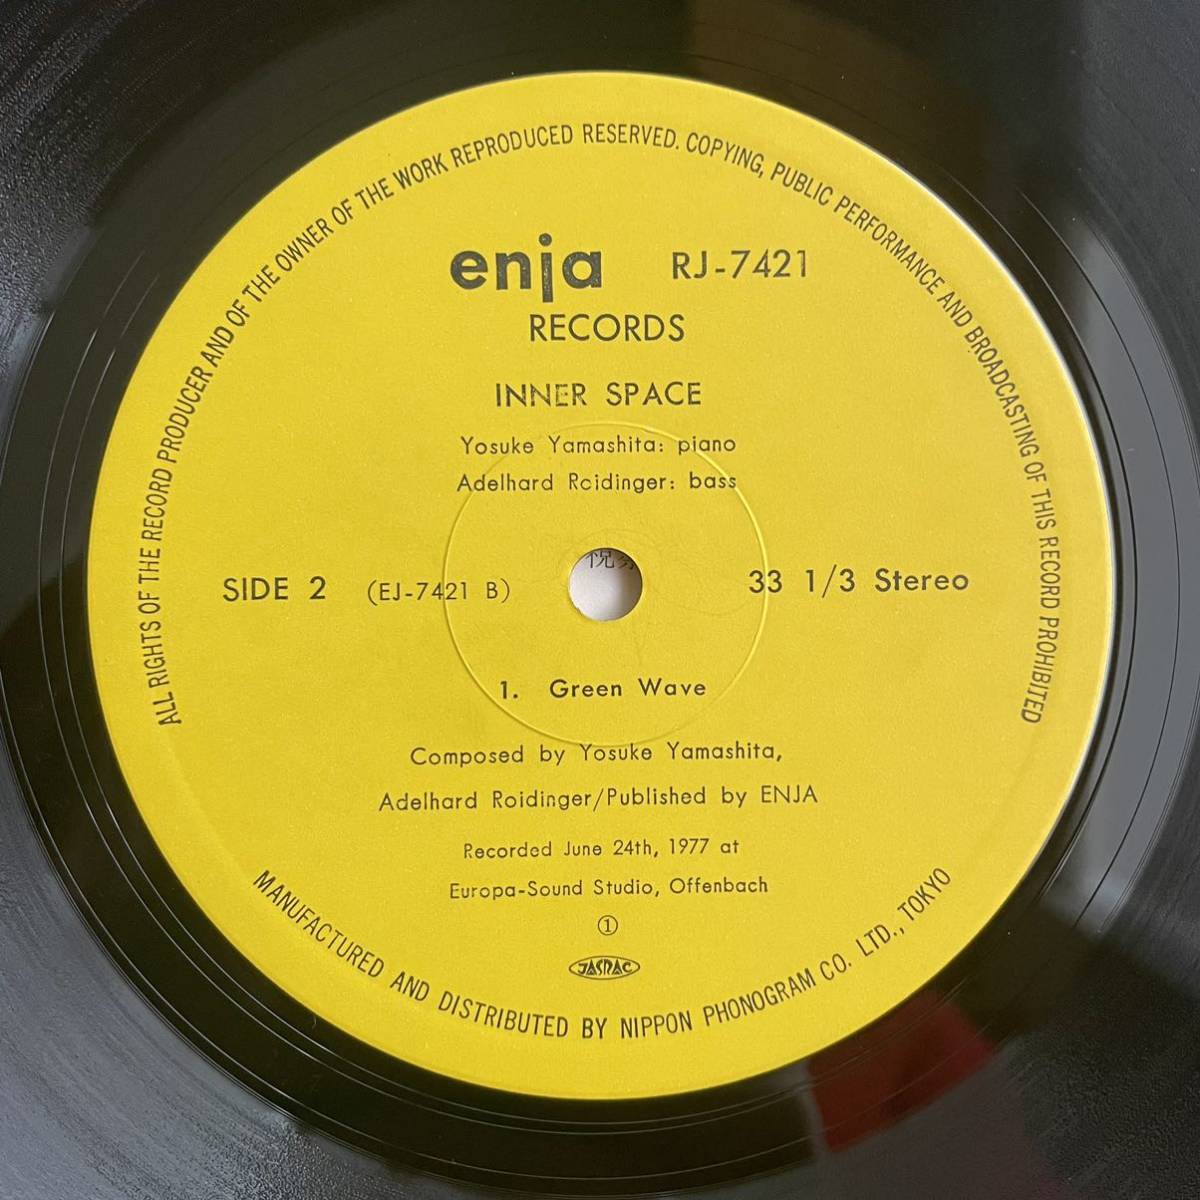 ALL RIGHTS OF THE RECORD PRODUCER AND OF THE OWNER OF THE WORK REPRODUCED RESERVED. COPYING, PUBLIC PERFORMANCE AND BROADCASTING OF THIS RECORD PROHIBITED
enja RJ-7421
RECORDS
INNER SPACE
Yosuke Yamashita: piano
Adelhard Roidinger: bass
SIDE 2 (EJ-7421 B) 33 1/3 Stereo
1. Green Wave
Composed by Yosuke Yamashita,
Adelhard Roidinger/Published by ENJA
Recorded June 24th, 1977 at
Europa-Sound Studio, Offenbach
①
JASRAC
MANUFACTURED AND DISTRIBUTED BY NIPPON PHONOGRAM CO. LTD., TOKYO